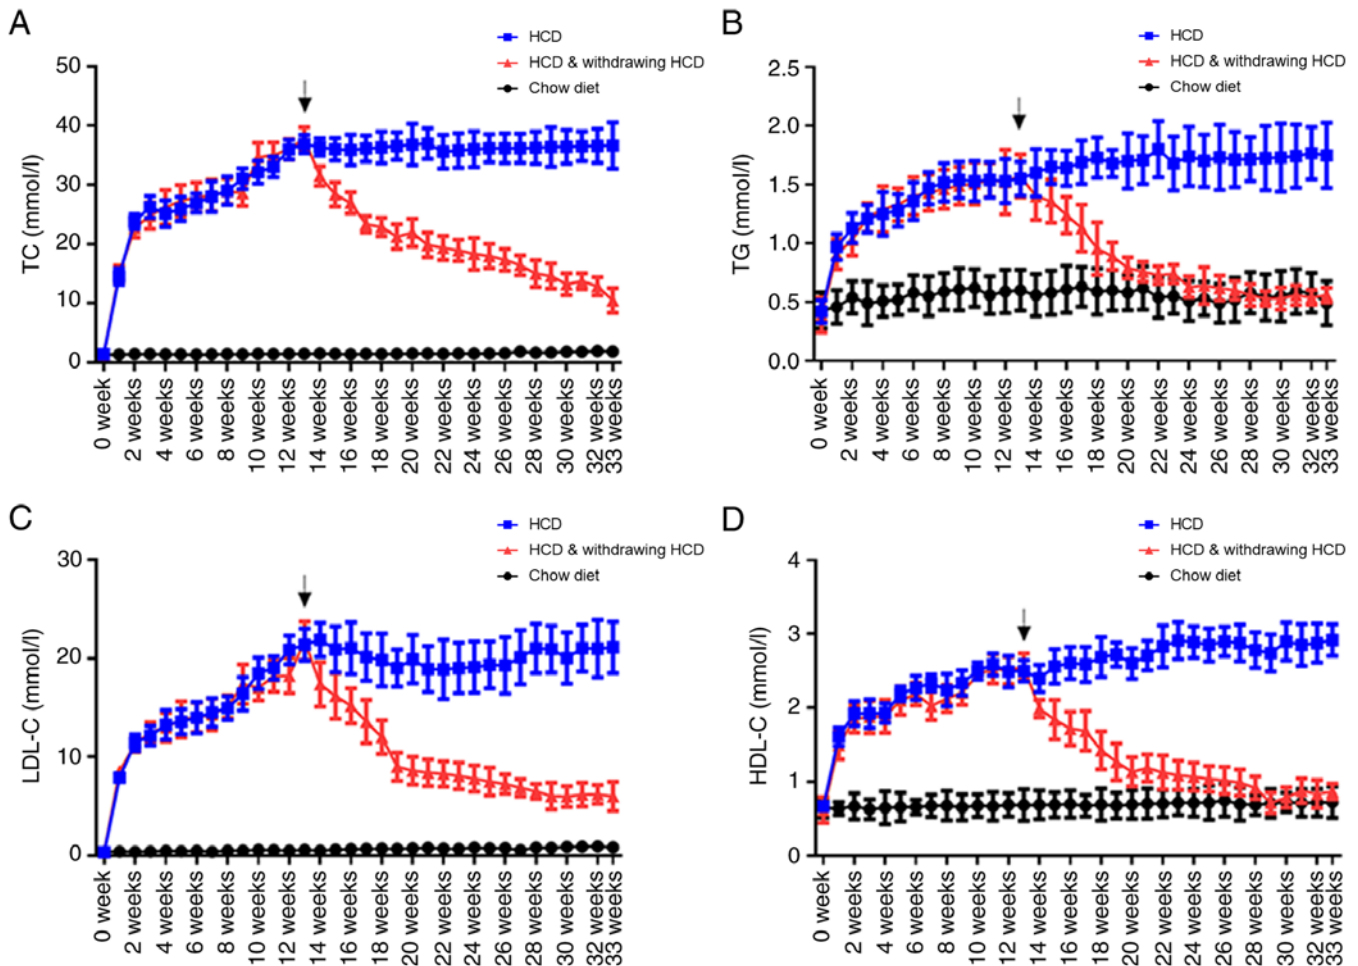 A
HCD
HCD & withdrawing HCD
Chow diet
50
40
30
20
10
0
TC (mmol/l)
0 week
2 weeks
4 weeks
6 weeks
8 weeks
10 weeks
12 weeks
14 weeks
16 weeks
18 weeks
20 weeks
22 weeks
24 weeks
26 weeks
28 weeks
30 weeks
32 weeks
33 weeks
B
HCD
HCD & withdrawing HCD
Chow diet
2.5
2.0
1.5
1.0
0.5
0.0
TG (mmol/l)
0 week
2 weeks
4 weeks
6 weeks
8 weeks
10 weeks
12 weeks
14 weeks
16 weeks
18 weeks
20 weeks
22 weeks
24 weeks
26 weeks
28 weeks
30 weeks
32 weeks
33 weeks
C
HCD
HCD & withdrawing HCD
Chow diet
30
20
10
0
LDL-C (mmol/l)
0 week
2 weeks
4 weeks
6 weeks
8 weeks
10 weeks
12 weeks
14 weeks
16 weeks
18 weeks
20 weeks
22 weeks
24 weeks
26 weeks
28 weeks
30 weeks
32 weeks
33 weeks
D
HCD
HCD & withdrawing HCD
Chow diet
4
3
2
1
0
HDL-C (mmol/l)
0 week
2 weeks
4 weeks
6 weeks
8 weeks
10 weeks
12 weeks
14 weeks
16 weeks
18 weeks
20 weeks
22 weeks
24 weeks
26 weeks
28 weeks
30 weeks
32 weeks
33 weeks